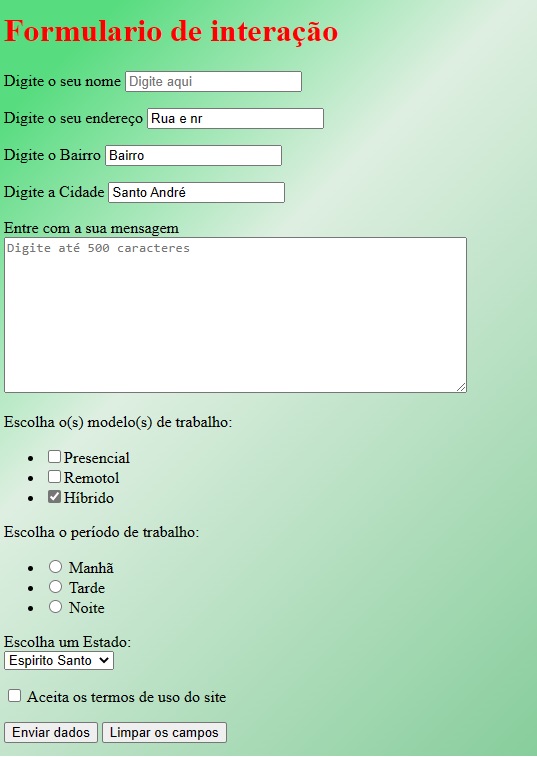 Formulario de interação
Digite o seu nome Digite aqui
Digite o seu endereço Rua e nr
Digite o Bairro Bairro
Digite a Cidade Santo André
Entre com a sua mensagem
Digite até 500 caracteres
Escolha o(s) modelo(s) de trabalho:
Presencial
Remotol
Híbrido
Escolha o período de trabalho:
Manhã
Tarde
Noite
Escolha um Estado:
Espirito Santo
Aceita os termos de uso do site
Enviar dados Limpar os campos